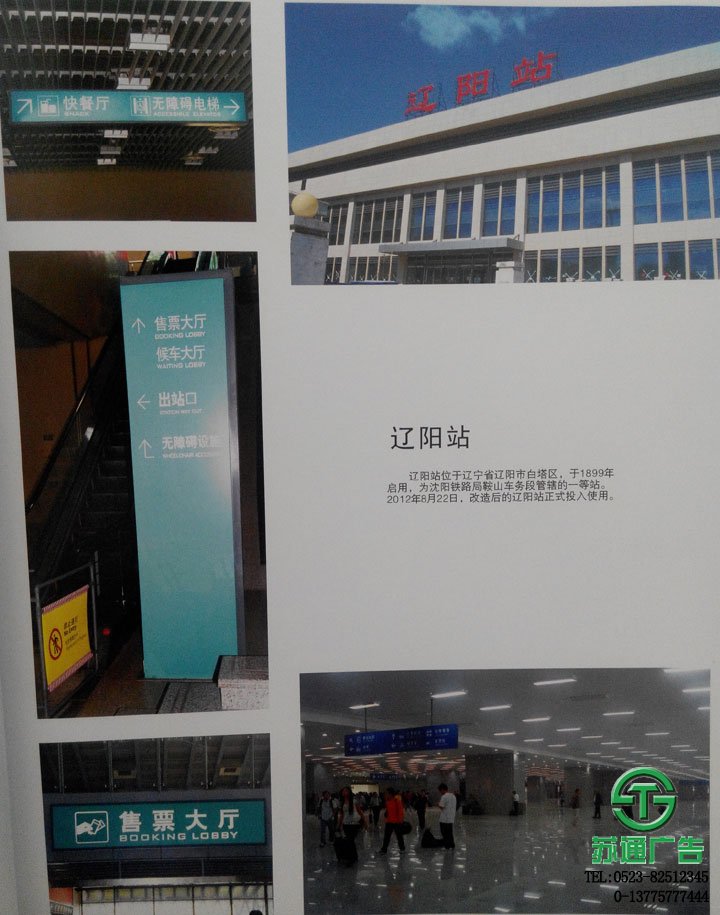 快餐厅
SNACK
无障碍电梯
ACCESSIBLE ELEVATOR
辽阳站
售票大厅
BOOKING LOBBY
候车大厅
WAITING LOBBY
出站口
STATION WAY OUT
无障碍设施
WHEELCHAIR ACCESSIBLE
No Entry
辽阳站
辽阳站位于辽宁省辽阳市白塔区，于1899年
启用，为沈阳铁路局鞍山车务段管辖的一等站。
2012年8月22日，改造后的辽阳站正式投入使用。
售票大厅
BOOKING LOBBY
苏通广告
TEL:0523-82512345
0-13775777444